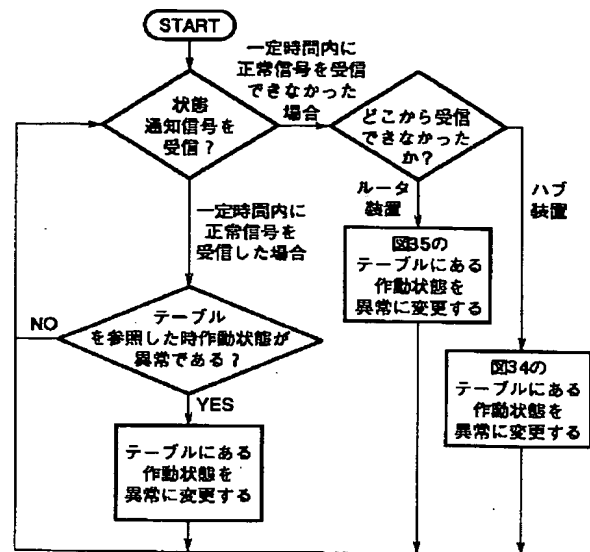 START
一定時間内に
正常信号を受信
できなかった
場合
状態
通知信号を
受信？
どこから受信
できなかった
か？
ルータ
装置
ハブ
装置
一定時間内に
正常信号を
受信した場合
図35の
テーブルにある
作動状態を
異常に変更する
NO
テーブル
を参照した時作動状態が
異常である？
図34の
テーブルにある
作動状態を
異常に変更する
YES
テーブルにある
作動状態を
異常に変更する